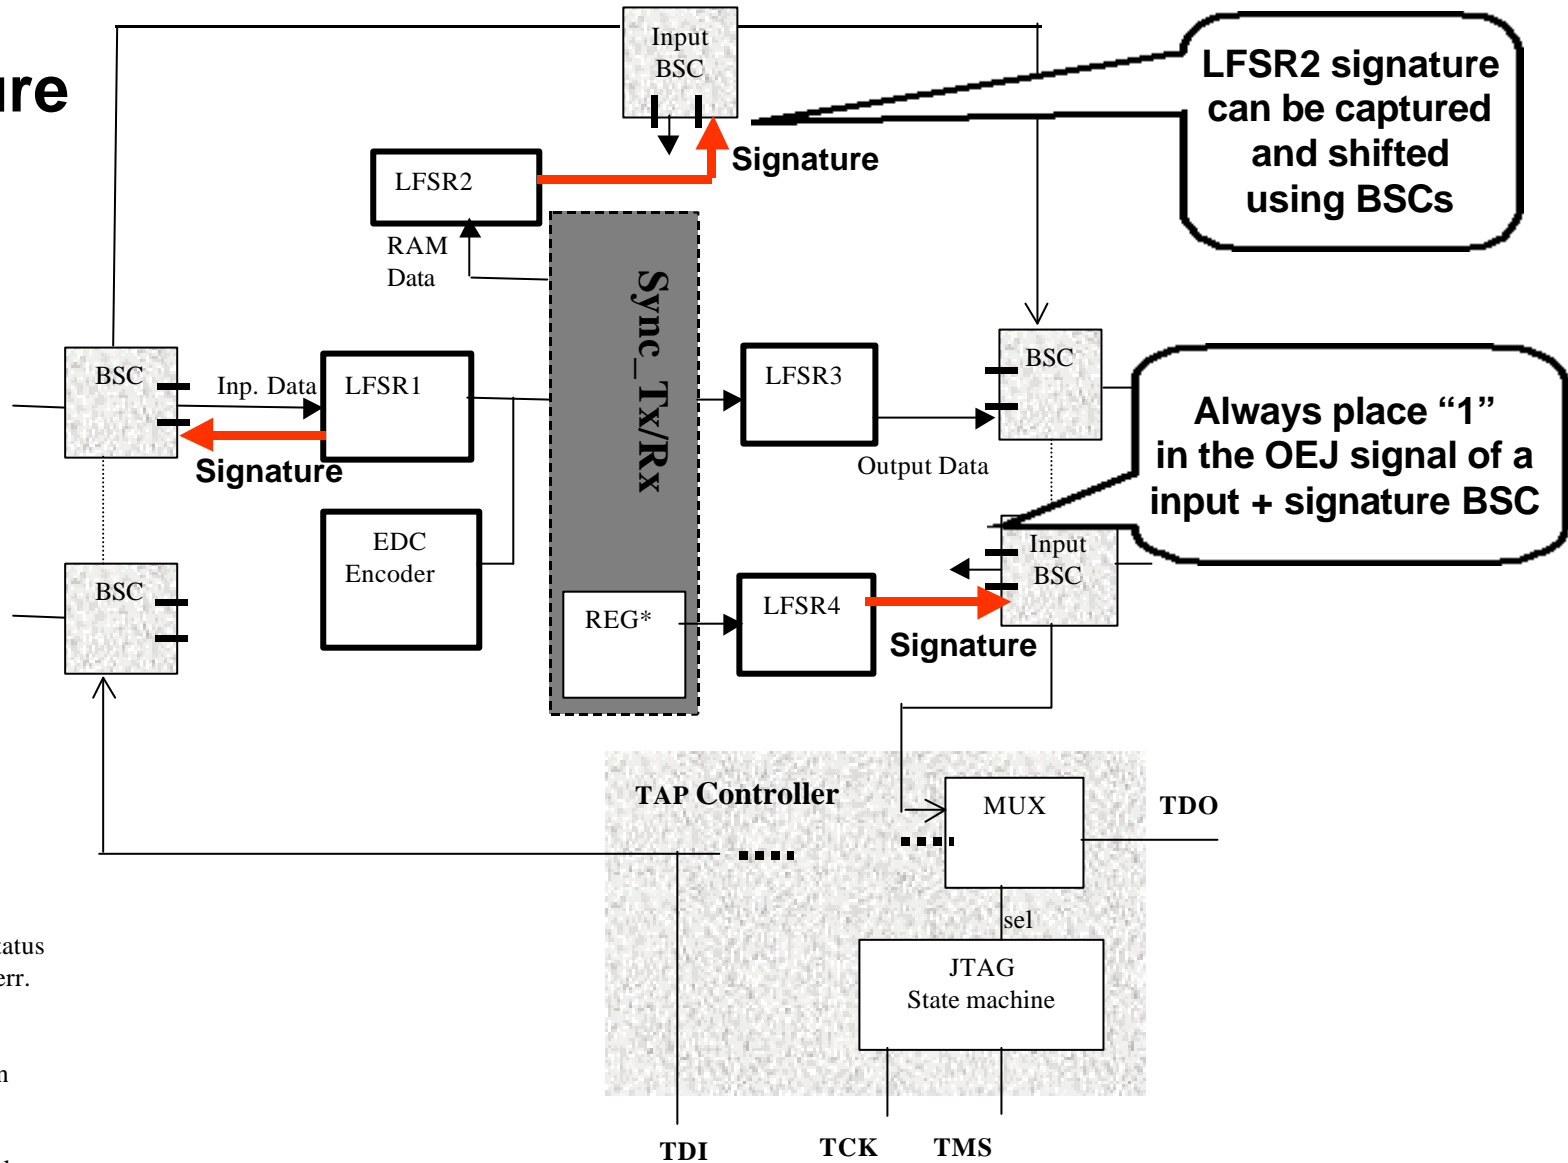 Input
BSC
LFSR2 signature
can be captured
and shifted
using BSCs
Signature
LFSR2
RAM
Data
Sync_Tx/Rx
BSC
Inp. Data
LFSR1
Signature
LFSR3
BSC
Output Data
Always place “1”
in the OEJ signal of a
input + signature BSC
EDC
Encoder
BSC
REG*
LFSR4
Input
BSC
Signature
TAP Controller
MUX
TDO
sel
JTAG
State machine
err.
TDI
TCK
TMS